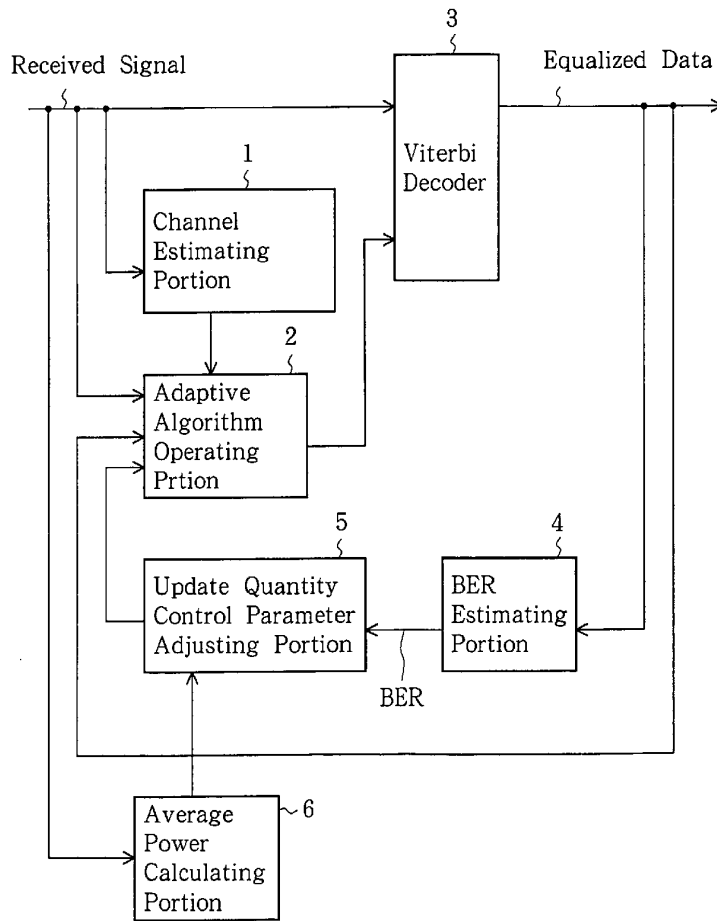 3
Received Signal
Equalized Data
Viterbi
Decoder
1
Channel
Estimating
Portion
2
Adaptive
Algorithm
Operating
Prtion
5
4
Update Quantity
Control Parameter
Adjusting Portion
BER
Estimating
Portion
BER
6
Average
Power
Calculating
Portion